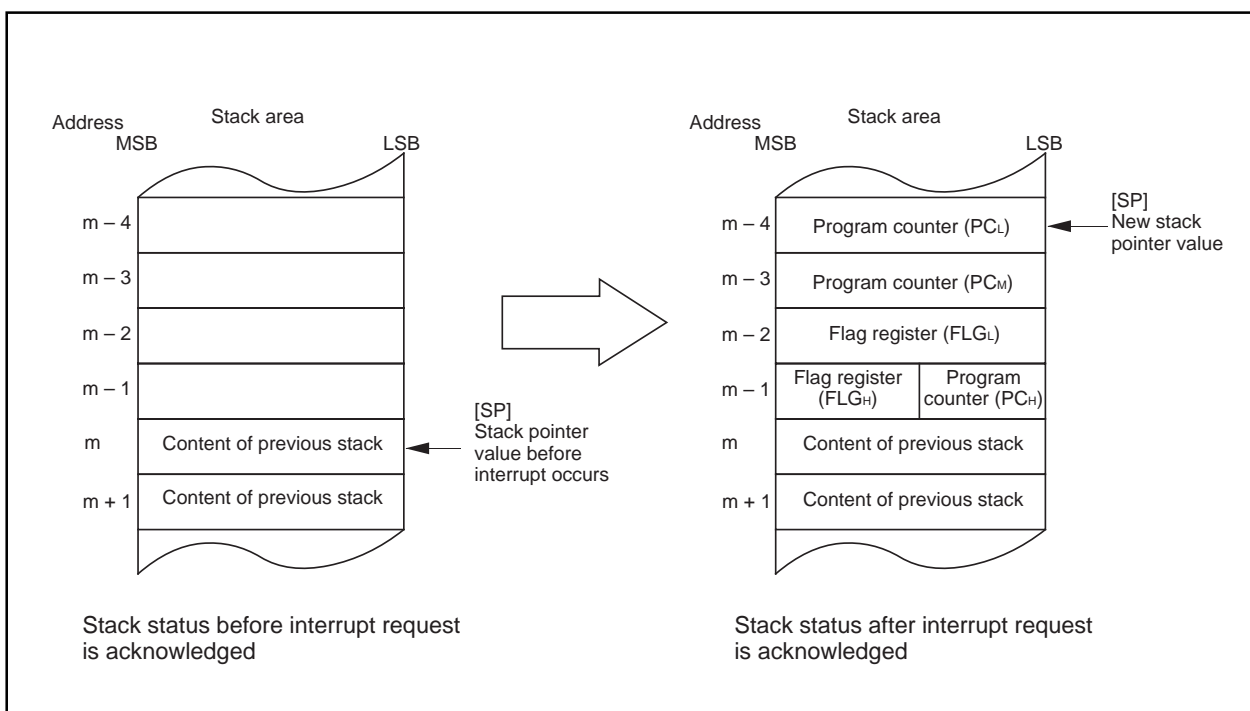 Address
MSB
Stack area
LSB
m – 4
m – 3
m – 2
m – 1
m
Content of previous stack
m + 1
Content of previous stack
[SP]
Stack pointer
value before
interrupt occurs
Stack status before interrupt request
is acknowledged
Address
MSB
Stack area
LSB
m – 4
Program counter (PCL)
m – 3
Program counter (PCM)
m – 2
Flag register (FLGL)
m – 1
Flag register
(FLGH)
Program
counter (PCH)
m
Content of previous stack
m + 1
Content of previous stack
[SP]
New stack
pointer value
Stack status after interrupt request
is acknowledged